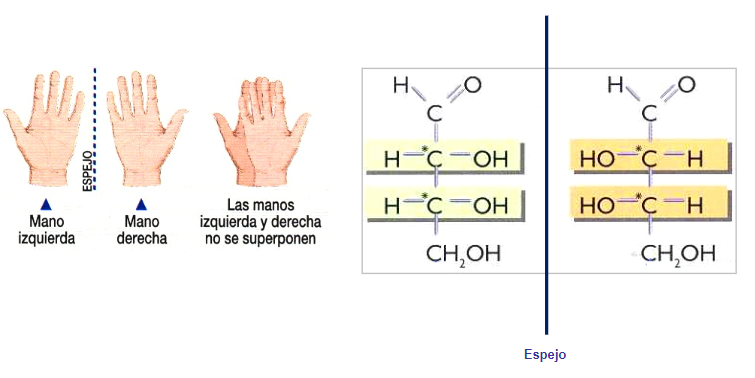 ESPEJO
Mano
izquierda
Mano
derecha
Las manos
izquierda y derecha
no se superponen
H O
C
H C* OH
H C* OH
CH₂OH
H O
C
HO C* H
HO C* H
CH₂OH
Espejo